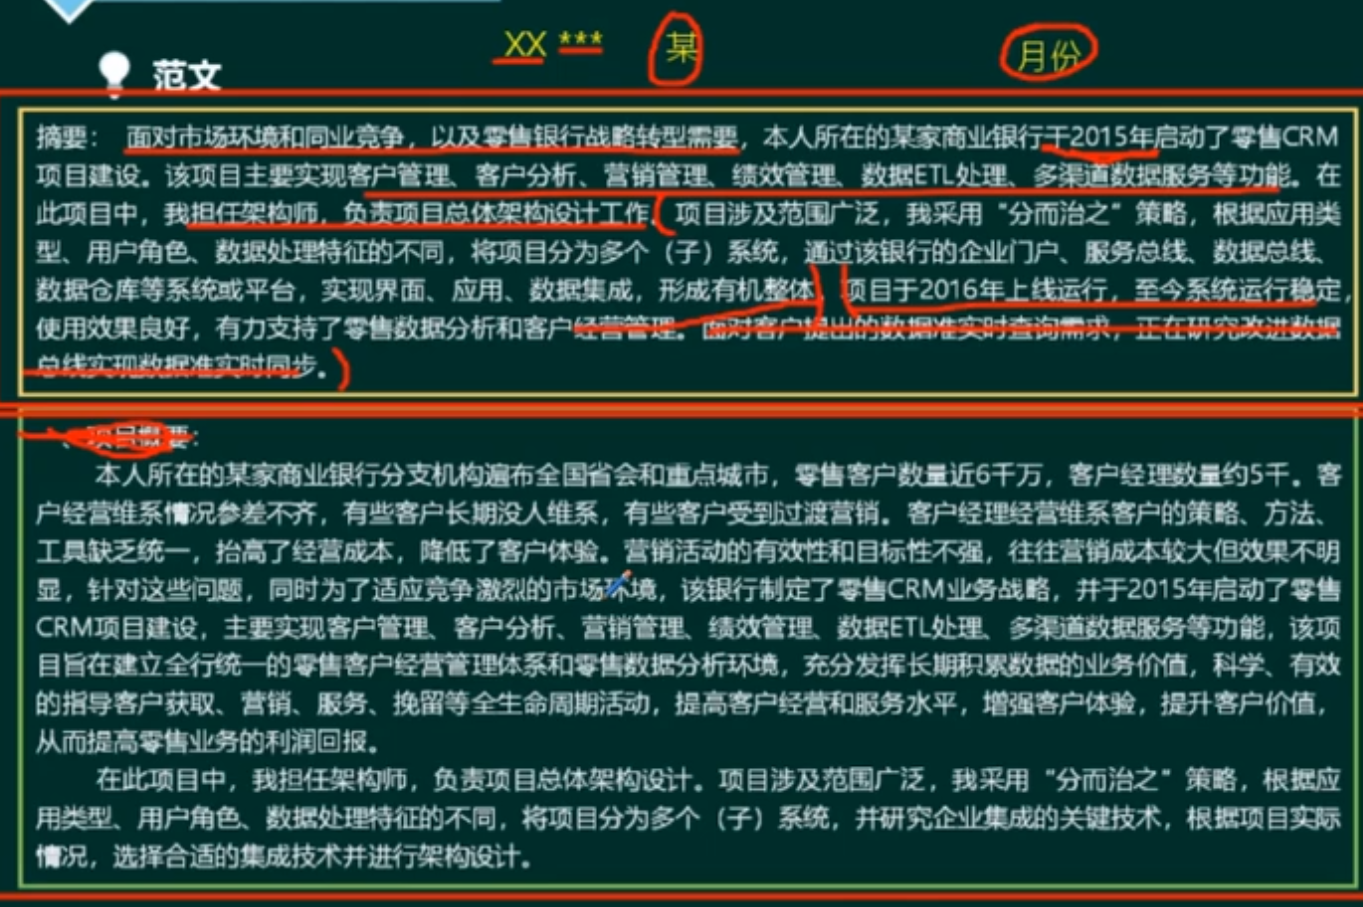 XX *** 某 月份
范文
摘要： 面对市场环境和同业竞争，以及零售银行战略转型需要，本人所在的某家商业银行于2015年启动了零售CRM
项目建设。该项目主要实现客户管理、客户分析、营销管理、绩效管理、数据ETL处理、多渠道数据服务等功能。在
此项目中，我担任架构师，负责项目总体架构设计工作。项目涉及范围广泛，我采用“分而治之”策略，根据应用类
型、用户角色、数据处理特征的不同，将项目分为多个（子）系统，通过该银行的企业门户、服务总线、数据总线、
数据仓库等系统或平台，实现界面、应用、数据集成，形成有机整体。项目于2016年上线运行，至今系统运行稳定，
使用效果良好，有力支持了零售数据分析和客户经营管理。面对客户提出的数据准实时查询需求，正在研究改进数据
总线实现数据准实时同步。
一、项目概要：
本人所在的某家商业银行分支机构遍布全国省会和重点城市，零售客户数量近6千万，客户经理数量约5千。客
户经营维系情况参差不齐，有些客户长期没人维系，有些客户受到过渡营销。客户经理经营维系客户的策略、方法、
工具缺乏统一，抬高了经营成本，降低了客户体验。营销活动的有效性和目标性不强，往往营销成本较大但效果不明
显，针对这些问题，同时为了适应竞争激烈的市场环境，该银行制定了零售CRM业务战略，并于2015年启动了零售
CRM项目建设，主要实现客户管理、客户分析、营销管理、绩效管理、数据ETL处理、多渠道数据服务等功能，该项
目旨在建立全行统一的零售客户经营管理体系和零售数据分析环境，充分发挥长期积累数据的业务价值，科学、有效
的指导客户获取、营销、服务、挽留等全生命周期活动，提高客户经营和服务水平，增强客户体验，提升客户价值，
从而提高零售业务的利润回报。
在此项目中，我担任架构师，负责项目总体架构设计。项目涉及范围广泛，我采用“分而治之”策略，根据应
用类型、用户角色、数据处理特征的不同，将项目分为多个（子）系统，并研究企业集成的关键技术，根据项目实际
情况，选择合适的集成技术并进行架构设计。